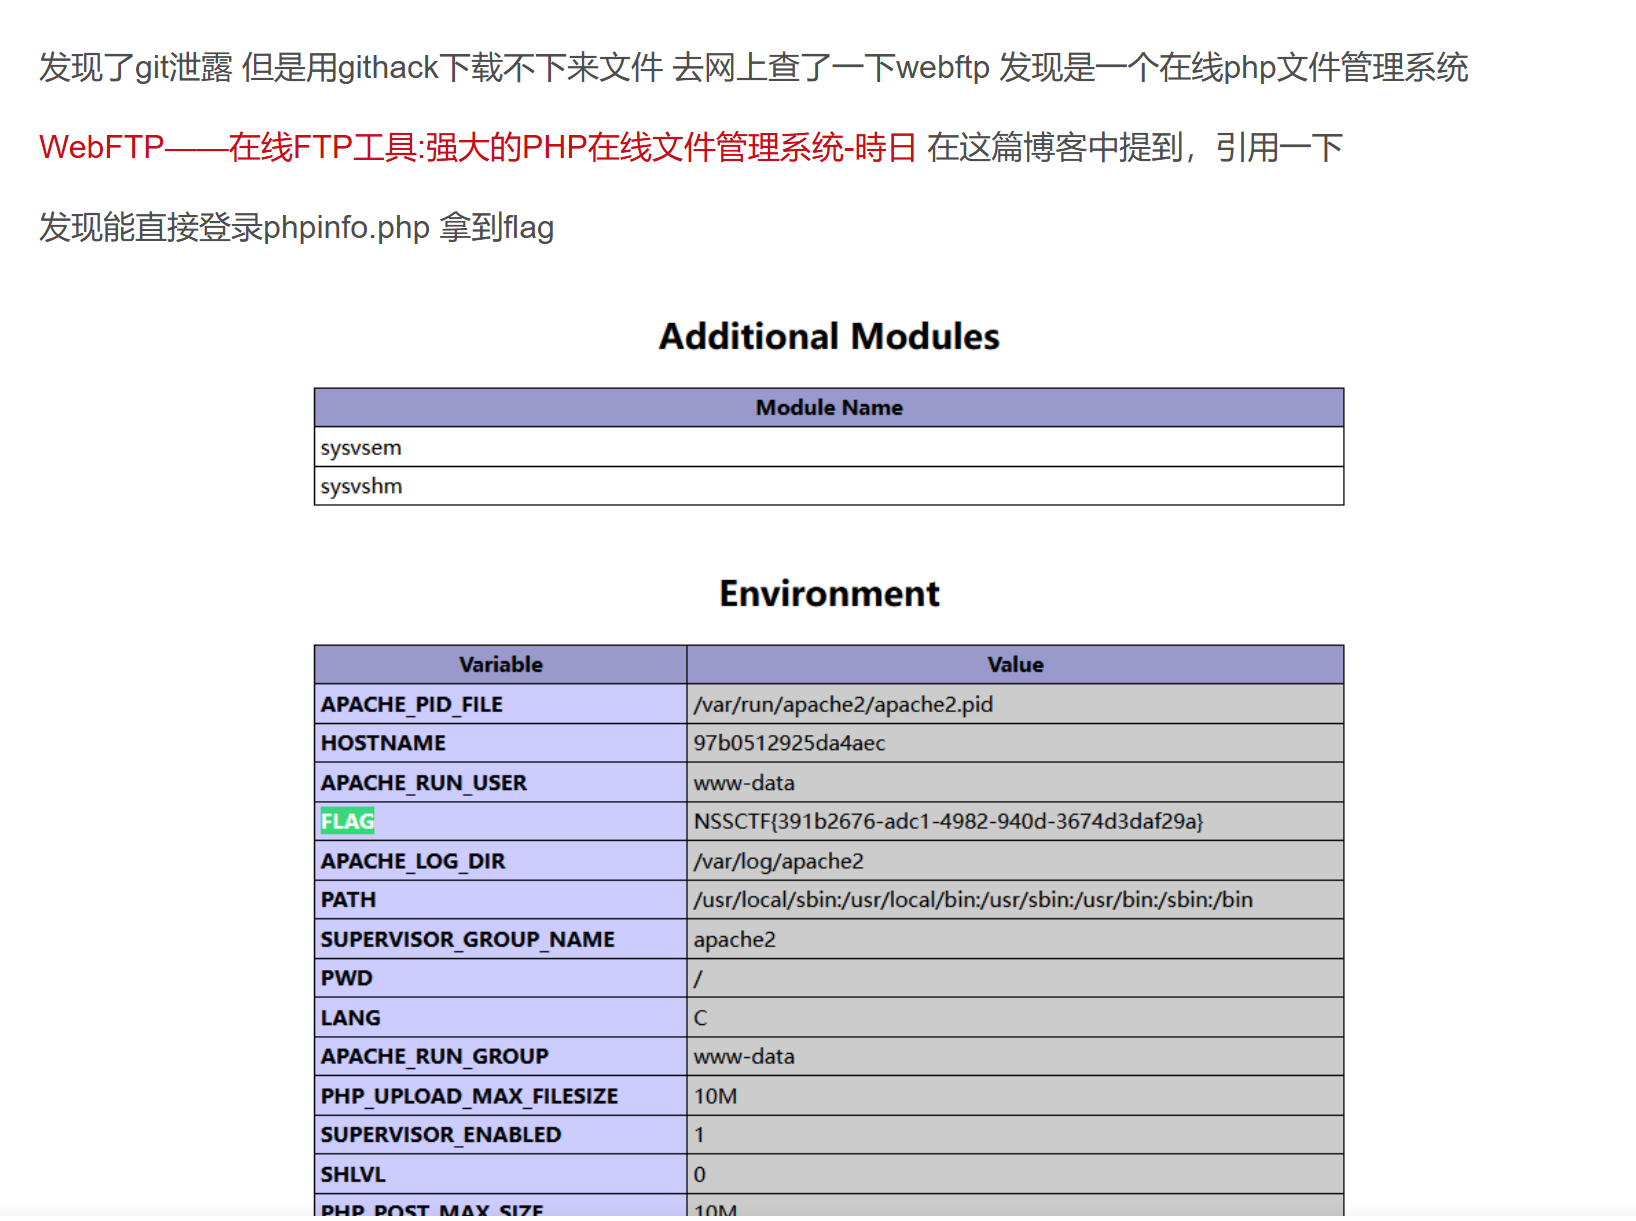 发现了git泄露 但是用githack下载不下来文件 去网上查了一下webftp 发现是一个在线php文件管理系统
WebFTP——在线FTP工具:强大的PHP在线文件管理系统-時日 在这篇博客中提到，引用一下
发现能直接登录phpinfo.php 拿到flag
Additional Modules
Module Name
sysvsem
sysvshm
Environment
Variable Value
APACHE_PID_FILE /var/run/apache2/apache2.pid
HOSTNAME 97b0512925da4aec
APACHE_RUN_USER www-data
FLAG NSSCTF{391b2676-adc1-4982-940d-3674d3daf29a}
APACHE_LOG_DIR /var/log/apache2
PATH /usr/local/sbin:/usr/local/bin:/usr/sbin:/usr/bin:/sbin:/bin
SUPERVISOR_GROUP_NAME apache2
PWD /
LANG C
APACHE_RUN_GROUP www-data
PHP_UPLOAD_MAX_FILESIZE 10M
SUPERVISOR_ENABLED 1
SHLVL 0
PHP_POST_MAX_SIZE 10M